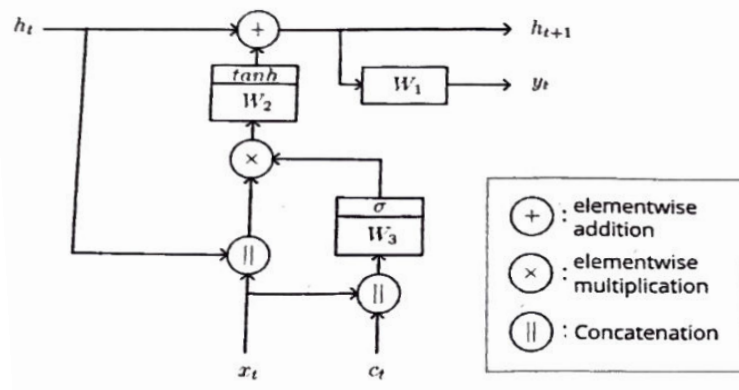 h_t
+
h_{t+1}
tanh
W_2
W_1
y_t
×
σ
W_3
||
||
x_t
c_t
+ : elementwise
addition
× : elementwise
multiplication
|| : Concatenation